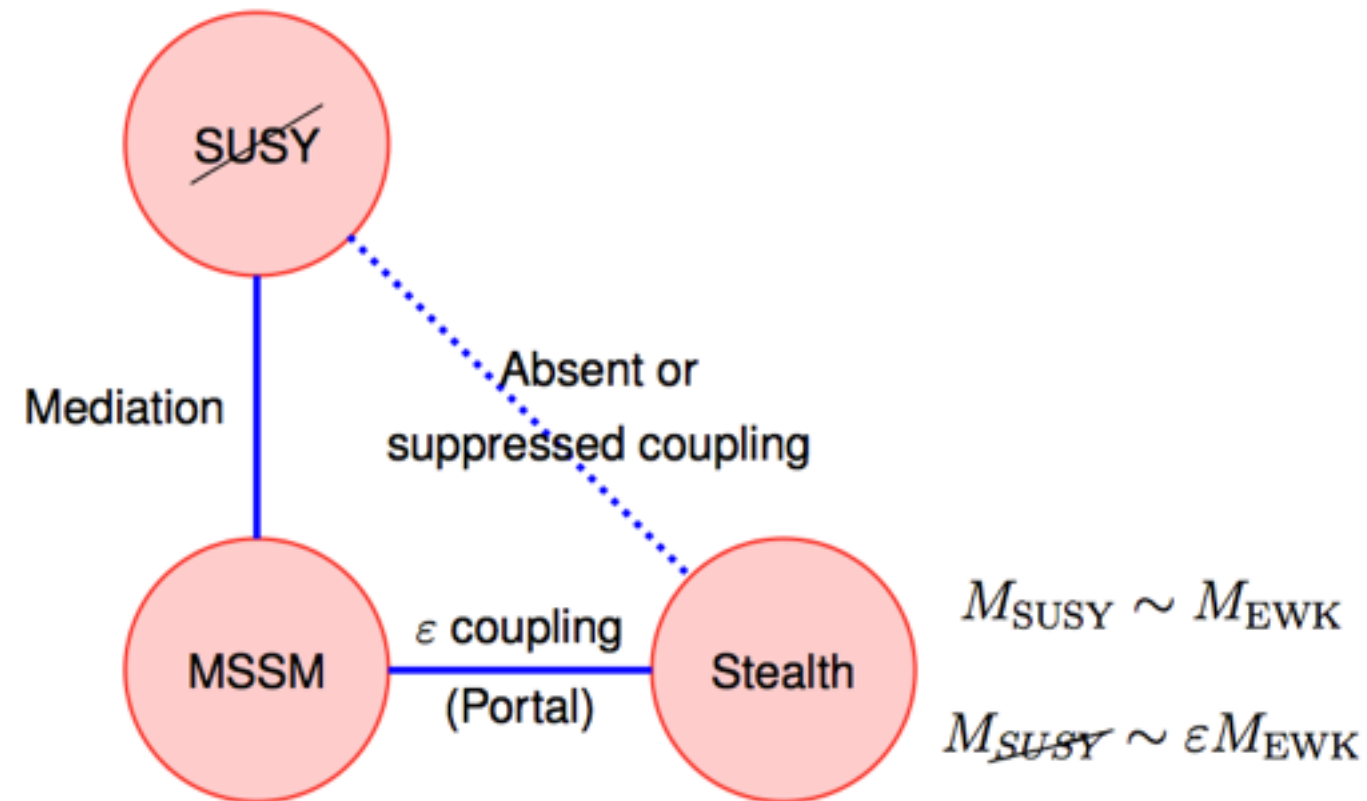 SUSY
Mediation
Absent or
suppressed coupling
MSSM
ε coupling
(Portal)
Stealth
M_SUSY ∼ M_EWK
M_SUSY ∼ εM_EWK